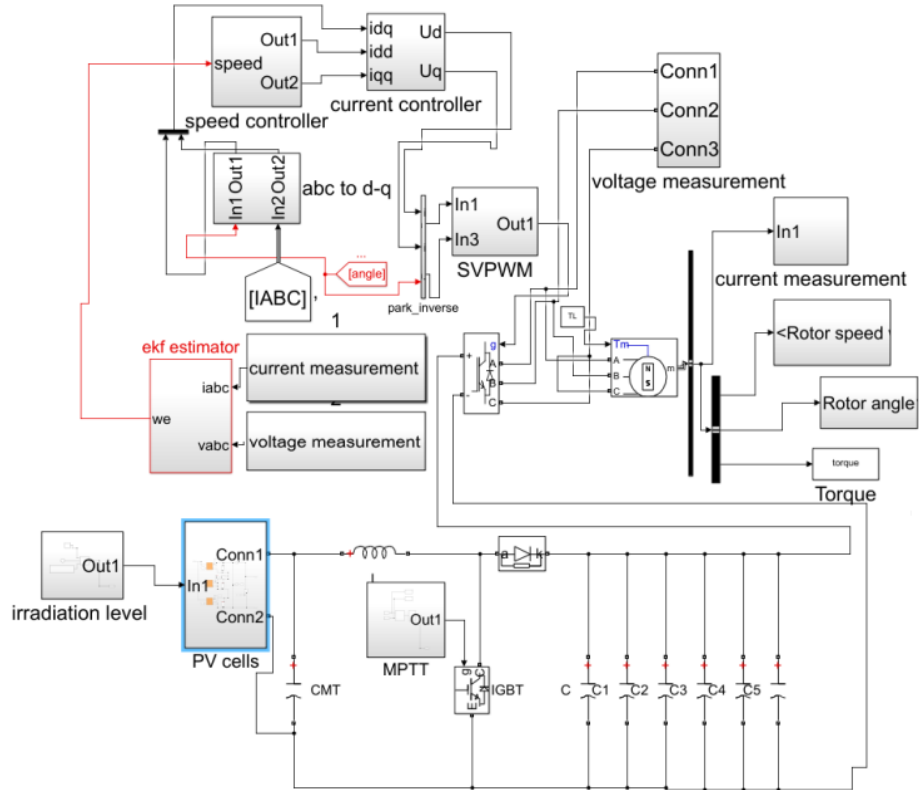 Out1
speed
Out2
speed controller
idq
idd
iqq
Ud
Uq
current controller
Conn1
Conn2
Conn3
voltage measurement
Out1
Out2
In1
In2
abc to d-q
In1
In3
Out1
SVPWM
...
[angle]
park_inverse
[IABC]
,
1
In1
current measurement
TL
<Rotor speed
Rotor angle
torque
Torque
ekf estimator
iabc
we
vabc
current measurement
voltage measurement
+
-
g
A
B
C
Tm
A
B
C
N
S
m
Out1
irradiation level
In1
Conn1
Conn2
PV cells
+
+
CMT
Out1
MPTT
a
k
g
C
E
IGBT
+
+
+
+
+
+
C
C1
C2
C3
C4
C5